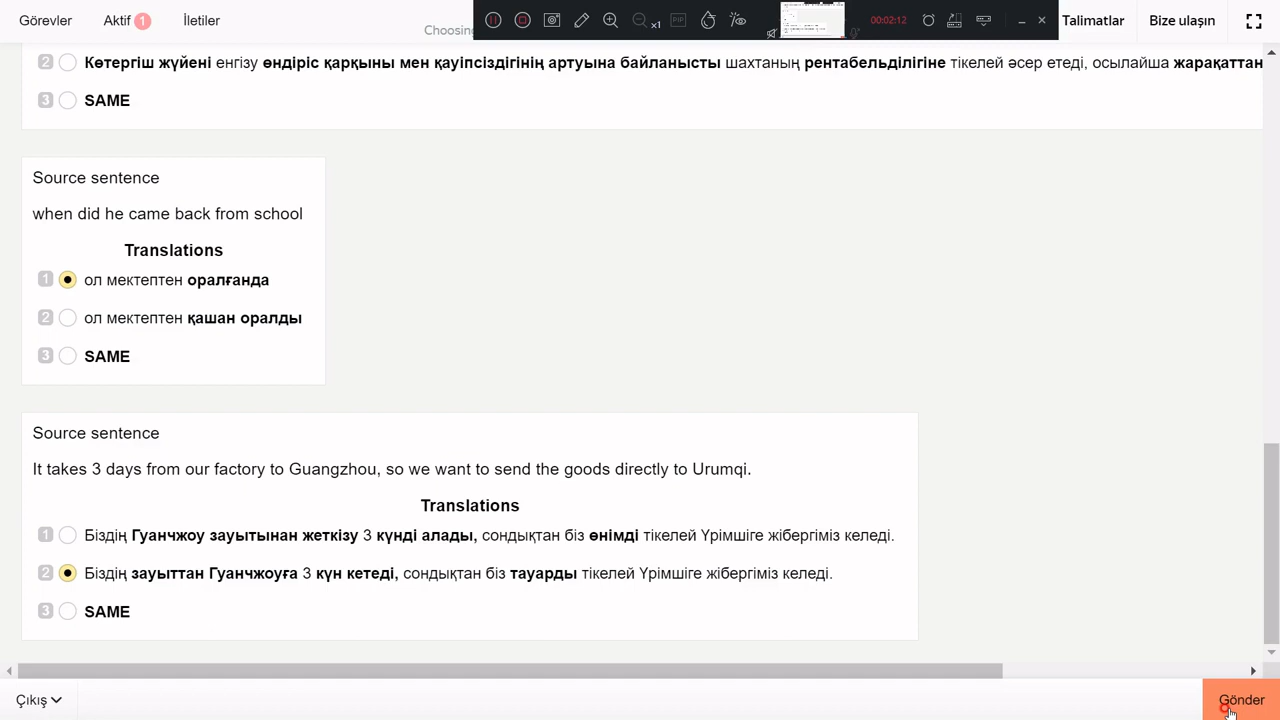 Görevler Aktif 1 İletiler Choosin x1 PIP 00:02:12 Talimatlar Bize ulaşın
2 Көтергіш жүйені енгізу өндіріс қарқыны мен қауіпсіздігінің артуына байланысты шахтаның рентабельділігіне тікелей әсер етеді, осылайша жарақаттан
3 SAME
Source sentence
when did he came back from school
Translations
1 ол мектептен оралғанда
2 ол мектептен қашан оралды
3 SAME
Source sentence
It takes 3 days from our factory to Guangzhou, so we want to send the goods directly to Urumqi.
Translations
1 Біздің Гуанчжоу зауытынан жеткізу 3 күнді алады, сондықтан біз өнімді тікелей Үрімшіге жібергіміз келеді.
2 Біздің зауыттан Гуанчжоуға 3 күн кетеді, сондықтан біз тауарды тікелей Үрімшіге жібергіміз келеді.
3 SAME
Çıkış Gönder